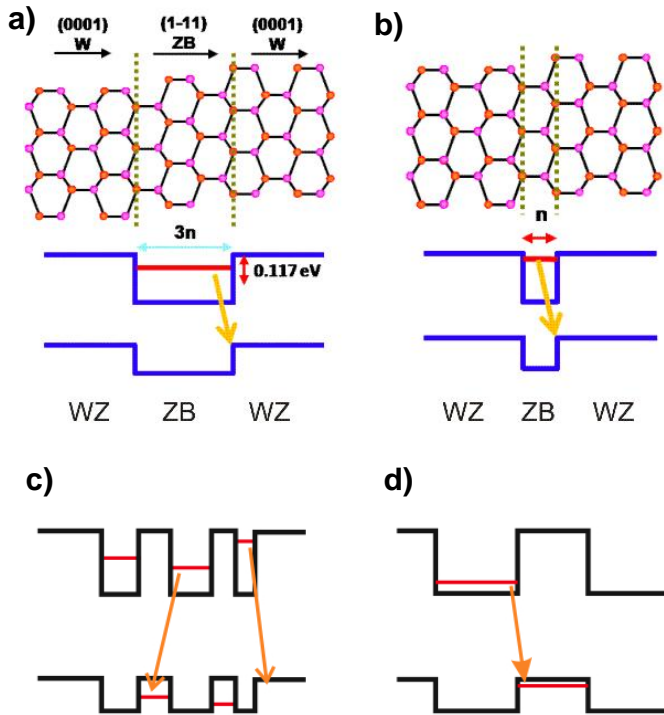 a)
(0001) (1-11) (0001)
W ZB W
3n
0.117 eV
WZ ZB WZ
b)
n
WZ ZB WZ
c)
d)